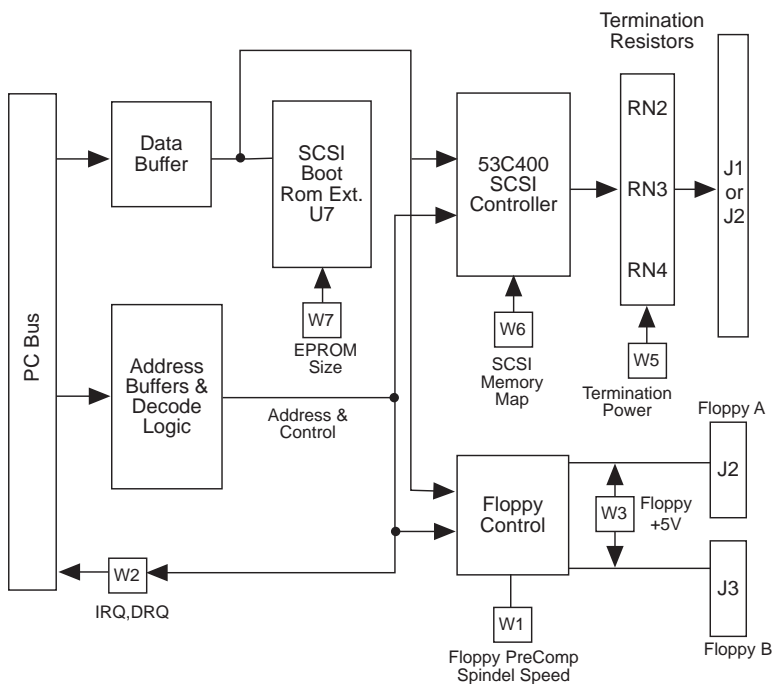 Termination
Resistors
PC Bus
Data
Buffer
SCSI
Boot
Rom Ext.
U7
53C400
SCSI
Controller
RN2
RN3
RN4
J1
or
J2
W7
EPROM
Size
W6
SCSI
Memory
Map
W5
Termination
Power
Address
Buffers &
Decode
Logic
Address &
Control
Floppy
Control
Floppy A
J2
W3
Floppy
+5V
J3
Floppy B
W2
IRQ,DRQ
W1
Floppy PreComp
Spindel Speed